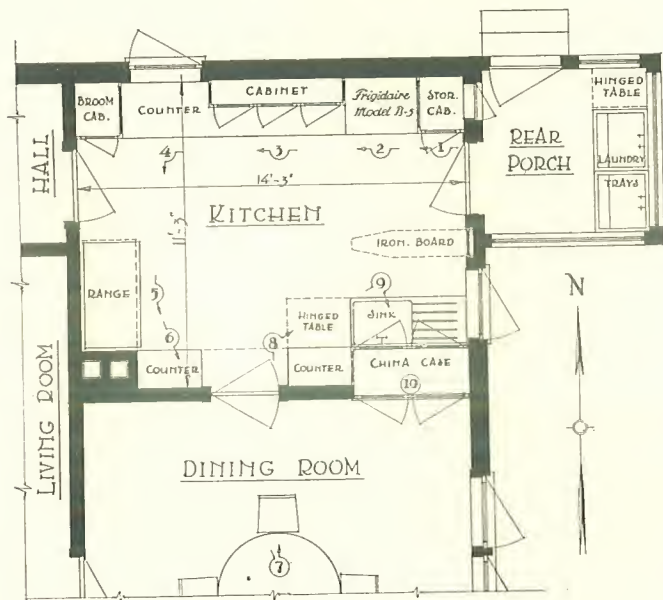 BROOM
CAB.
COUNTER
CABINET
Frigidaire
Model B-5
STOR.
CAB.
HINGED
TABLE
REAR
PORCH
LAUNDRY
TRAYS
HALL
4
3
2
1
14'-3"
11'-3"
KITCHEN
IRON. BOARD
RANGE
5
6
COUNTER
8
HINGED
TABLE
9
SINK
COUNTER
CHINA CASE
10
N
LIVING ROOM
DINING ROOM
7